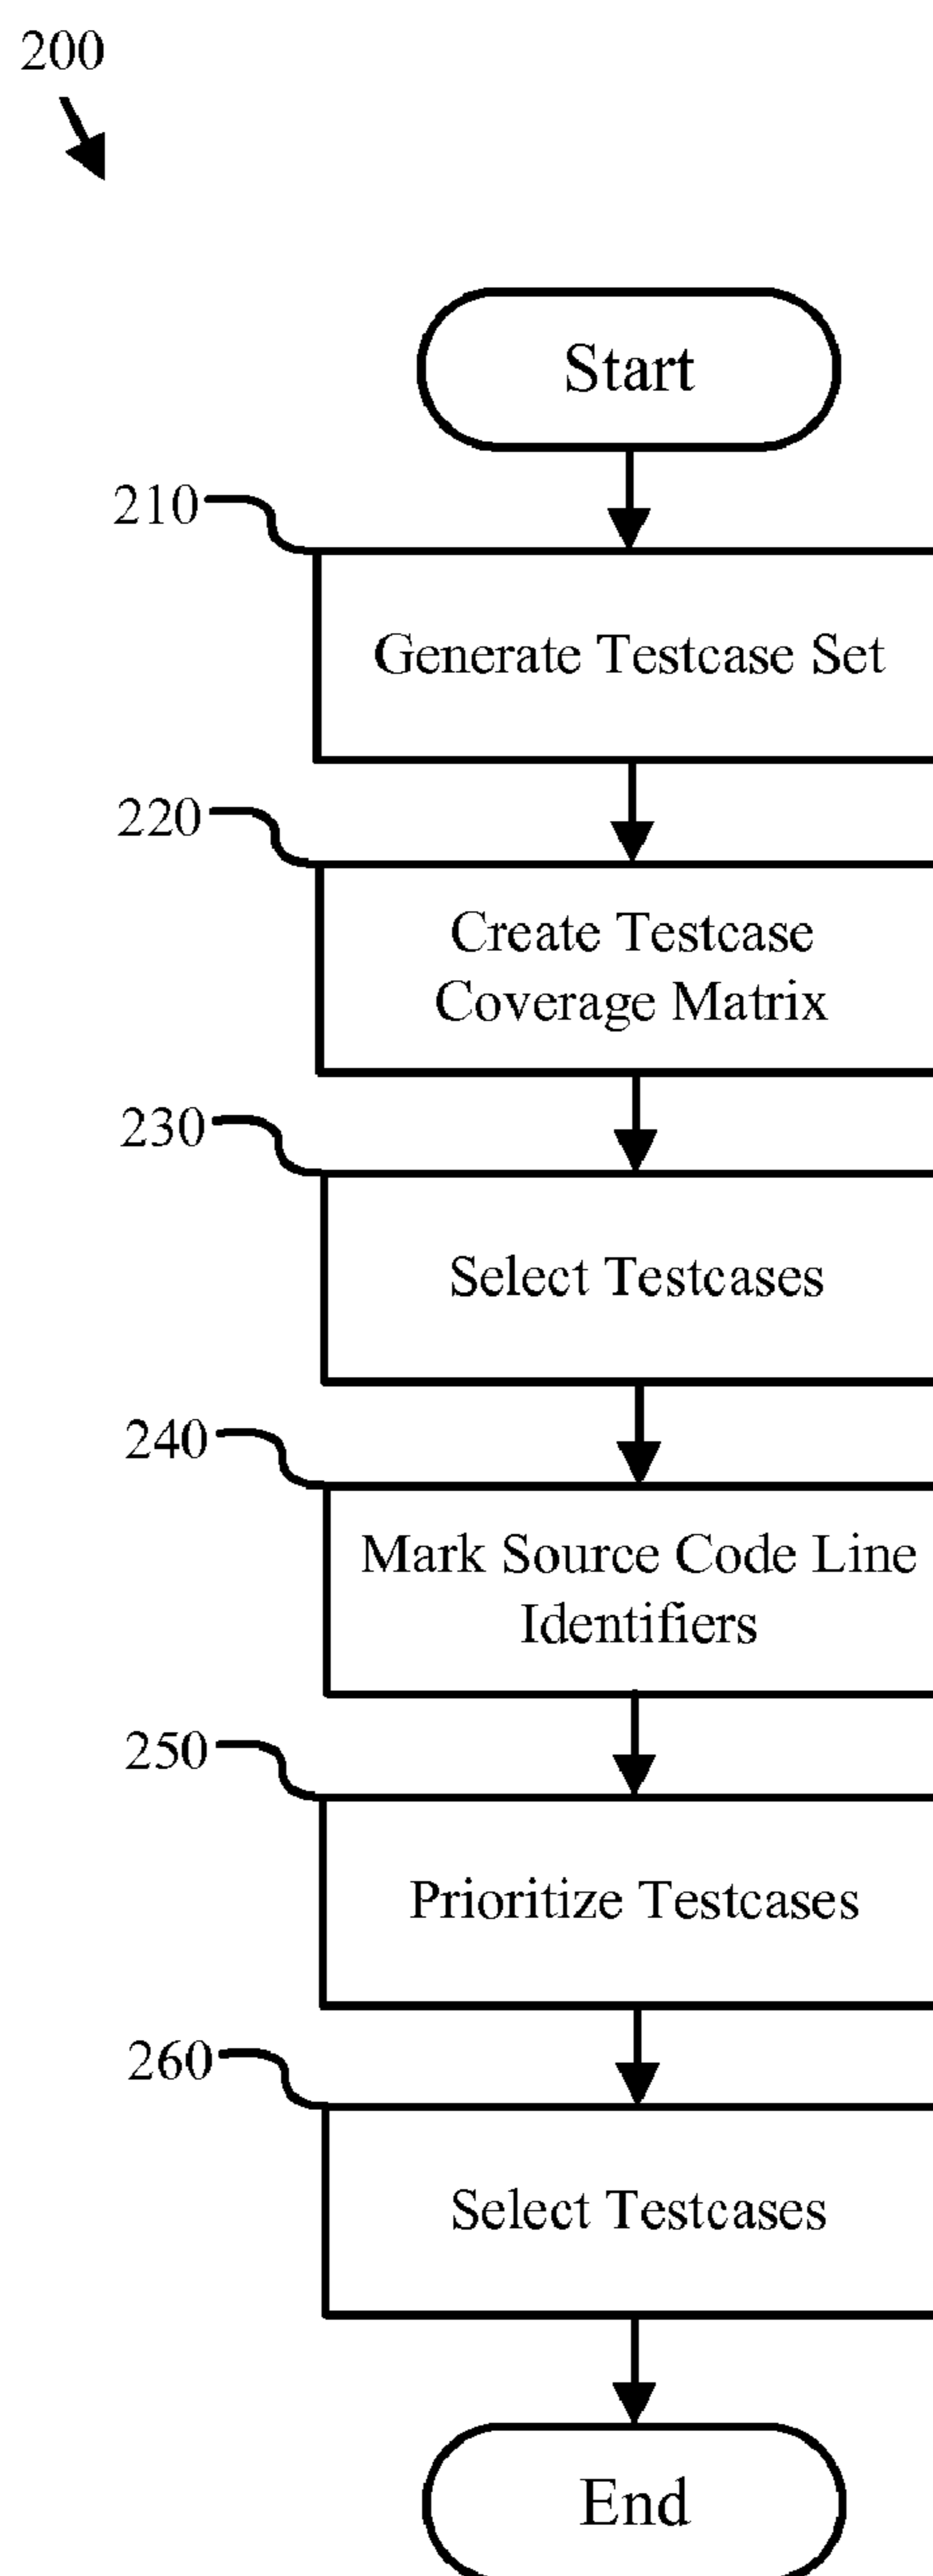 200
Start
210
Generate Testcase Set
220
Create Testcase
Coverage Matrix
230
Select Testcases
240
Mark Source Code Line
Identifiers
250
Prioritize Testcases
260
Select Testcases
End